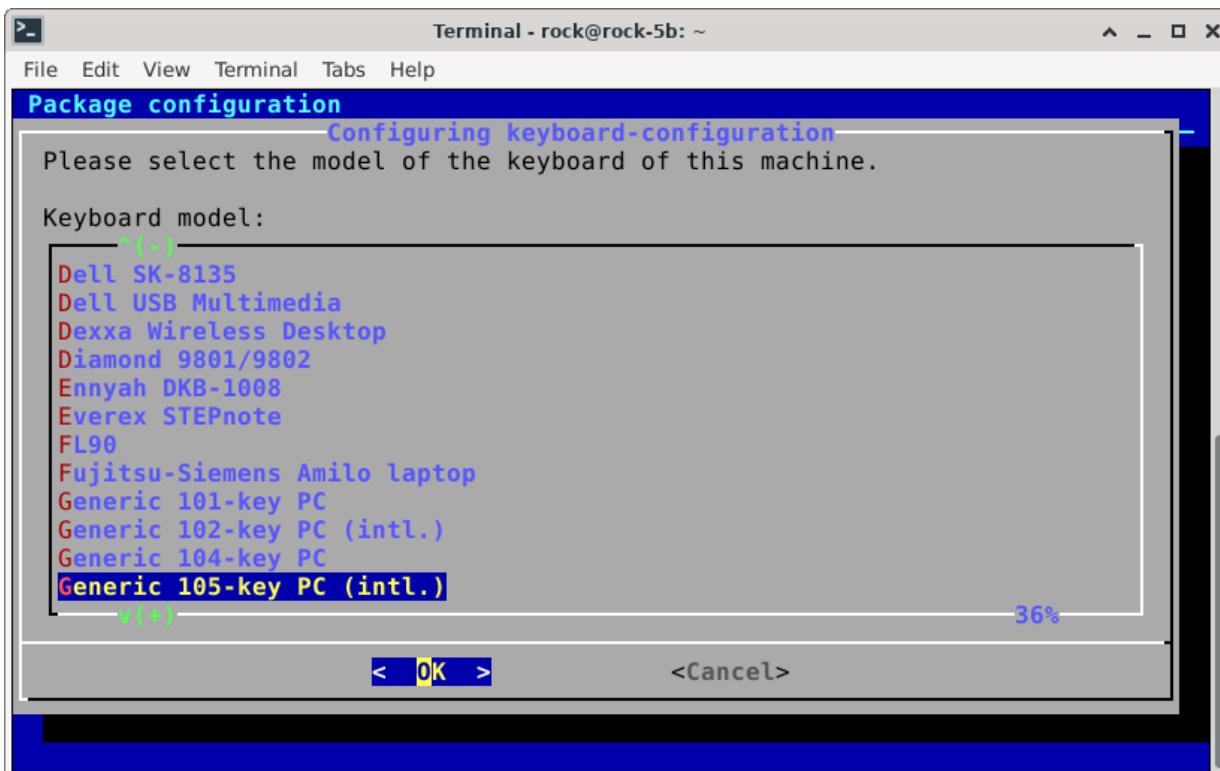 Terminal - rock@rock-5b: ~
File Edit View Terminal Tabs Help
Package configuration
Configuring keyboard-configuration
Please select the model of the keyboard of this machine.
Keyboard model:
^(-)
Dell SK-8135
Dell USB Multimedia
Dexxa Wireless Desktop
Diamond 9801/9802
Ennyah DKB-1008
Everex STEPnote
FL90
Fujitsu-Siemens Amilo laptop
Generic 101-key PC
Generic 102-key PC (intl.)
Generic 104-key PC
Generic 105-key PC (intl.)
v(+) 36%
< OK > <Cancel>